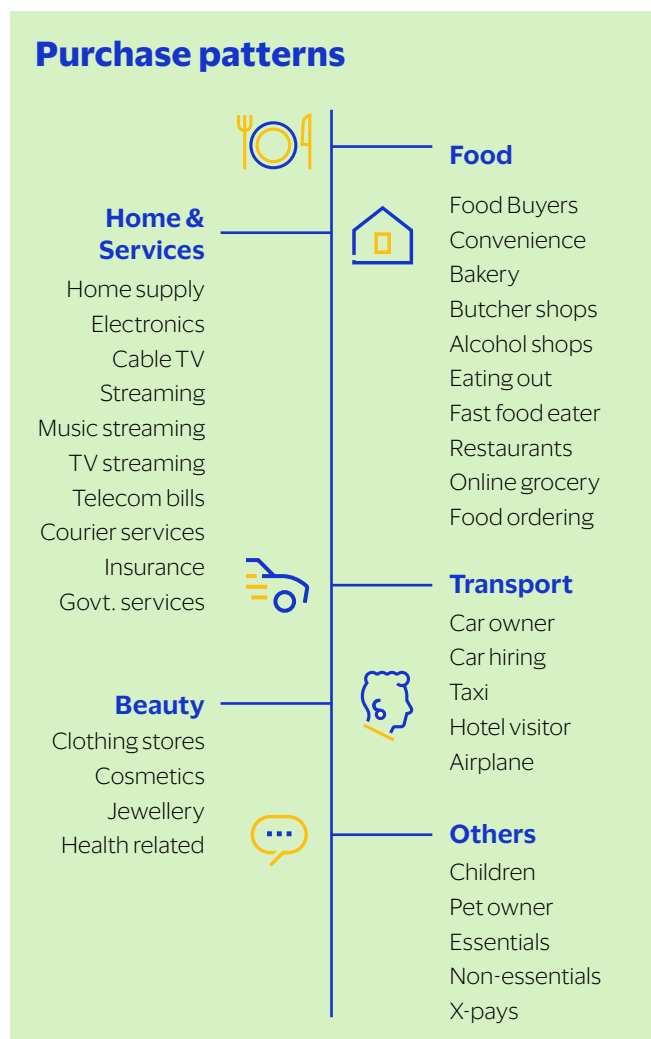 Purchase patterns
Food
Food Buyers
Convenience
Bakery
Butcher shops
Alcohol shops
Eating out
Fast food eater
Restaurants
Online grocery
Food ordering
Home &
Services
Home supply
Electronics
Cable TV
Streaming
Music streaming
TV streaming
Telecom bills
Courier services
Insurance
Govt. services
Transport
Car owner
Car hiring
Taxi
Hotel visitor
Airplane
Beauty
Clothing stores
Cosmetics
Jewellery
Health related
Others
Children
Pet owner
Essentials
Non-essentials
X-pays